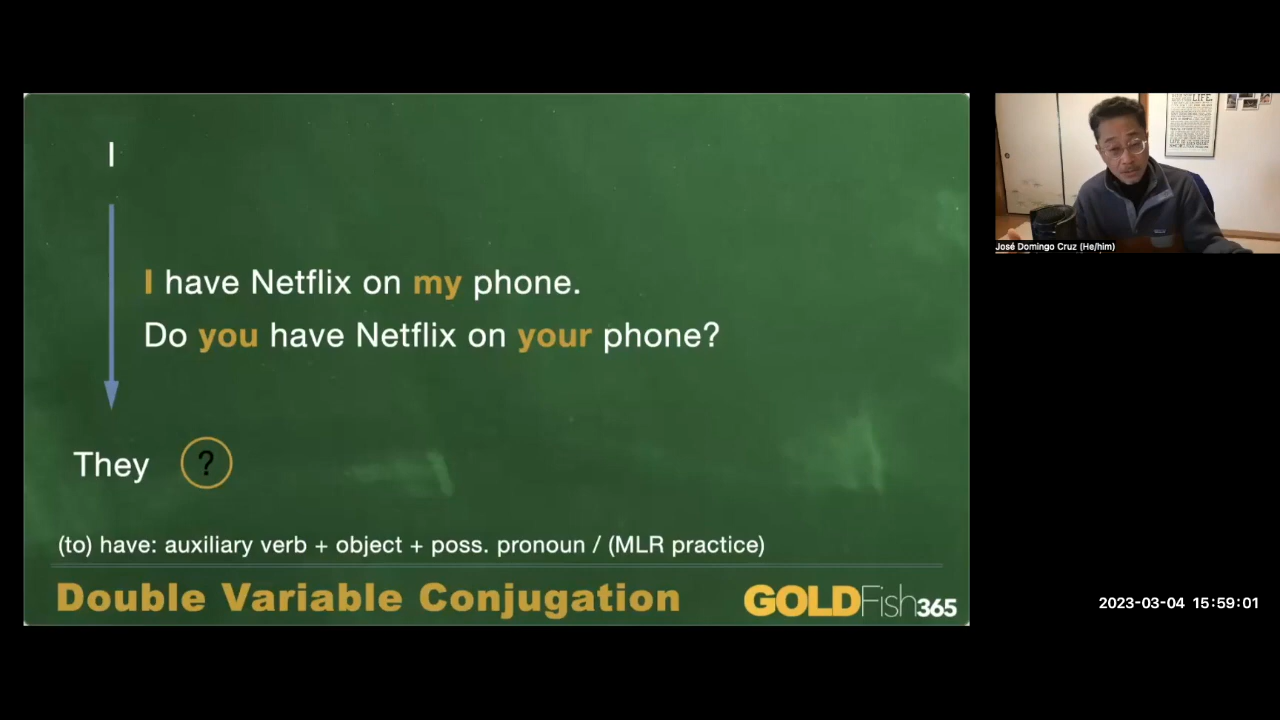 I
I have Netflix on my phone.
Do you have Netflix on your phone?
They ?
(to) have: auxiliary verb + object + poss. pronoun / (MLR practice)
Double Variable Conjugation
GOLDFish365
LIFE.
José Domingo Cruz (He/him)
2023-03-04 15:59:01